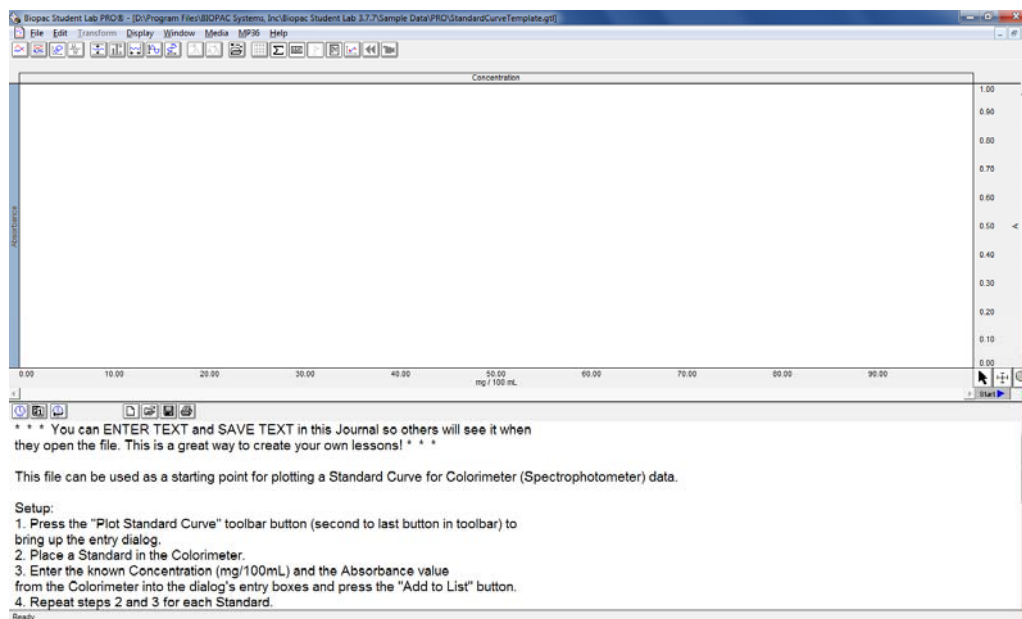 Biopac Student Lab PRO® - [D:\Program Files\BIOPAC Systems, Inc\Biopac Student Lab 3.7.7\Sample Data\PRO\StandardCurveTemplate.gtl]
File Edit Transform Display Window Media MP36 Help
Concentration
1.00
0.90
0.80
0.70
0.60
0.50
0.40
0.30
0.20
0.10
0.00
A
Absorbance
0.00 10.00 20.00 30.00 40.00 50.00 60.00 70.00 80.00 90.00
mg / 100 mL
Start
* * * You can ENTER TEXT and SAVE TEXT in this Journal so others will see it when
they open the file. This is a great way to create your own lessons! * * *
This file can be used as a starting point for plotting a Standard Curve for Colorimeter (Spectrophotometer) data.
Setup:
1. Press the "Plot Standard Curve" toolbar button (second to last button in toolbar) to
bring up the entry dialog.
2. Place a Standard in the Colorimeter.
3. Enter the known Concentration (mg/100mL) and the Absorbance value
from the Colorimeter into the dialog's entry boxes and press the "Add to List" button.
4. Repeat steps 2 and 3 for each Standard.
Ready